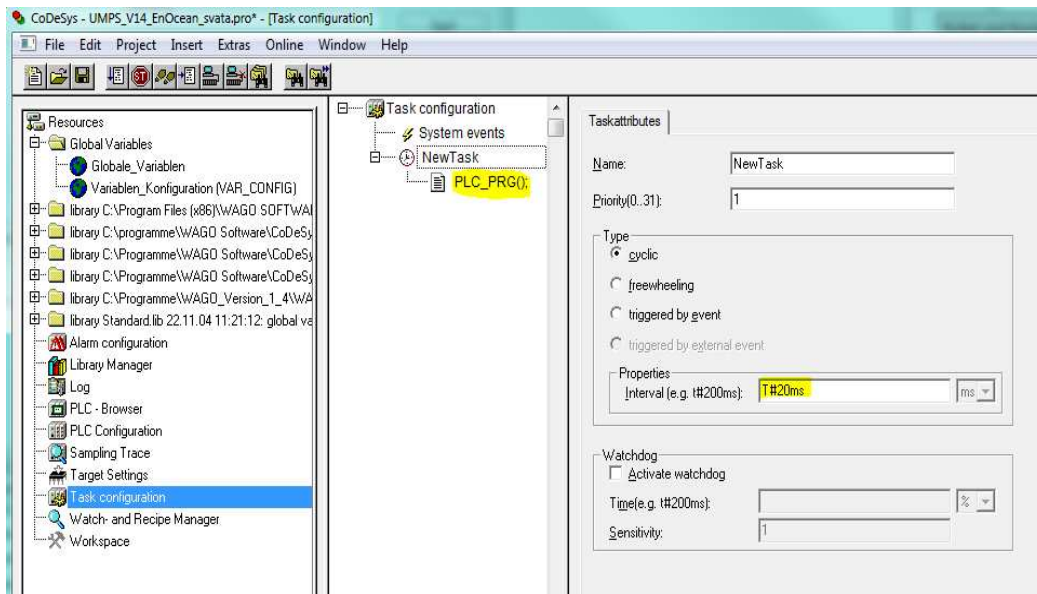 CoDeSys - UMPS_V14_EnOcean_svata.pro* - [Task configuration]
File Edit Project Insert Extras Online Window Help
Resources
Global Variables
Globale_Variablen
Variablen_Konfiguration (VAR_CONFIG)
library C:\Program Files (x86)\WAGO SOFTWAI
library C:\programme\WAGO Software\CoDeSy
library C:\Programme\WAGO Software\CoDeSy
library C:\Programme\WAGO Software\CoDeSy
library C:\Programme\WAGO_Version_1_4\WA
library Standard.lib 22.11.04 11:21:12: global va
Alarm configuration
Library Manager
Log
PLC - Browser
PLC Configuration
Sampling Trace
Target Settings
Task configuration
Watch- and Recipe Manager
Workspace
Task configuration
System events
NewTask
PLC_PRG();
Taskattributes
Name: NewTask
Priority(0..31): 1
Type
cyclic
freewheeling
triggered by event
triggered by external event
Properties
Interval (e.g. t#200ms): T#20ms ms
Watchdog
Activate watchdog
Time(e.g. t#200ms): %
Sensitivity: 1